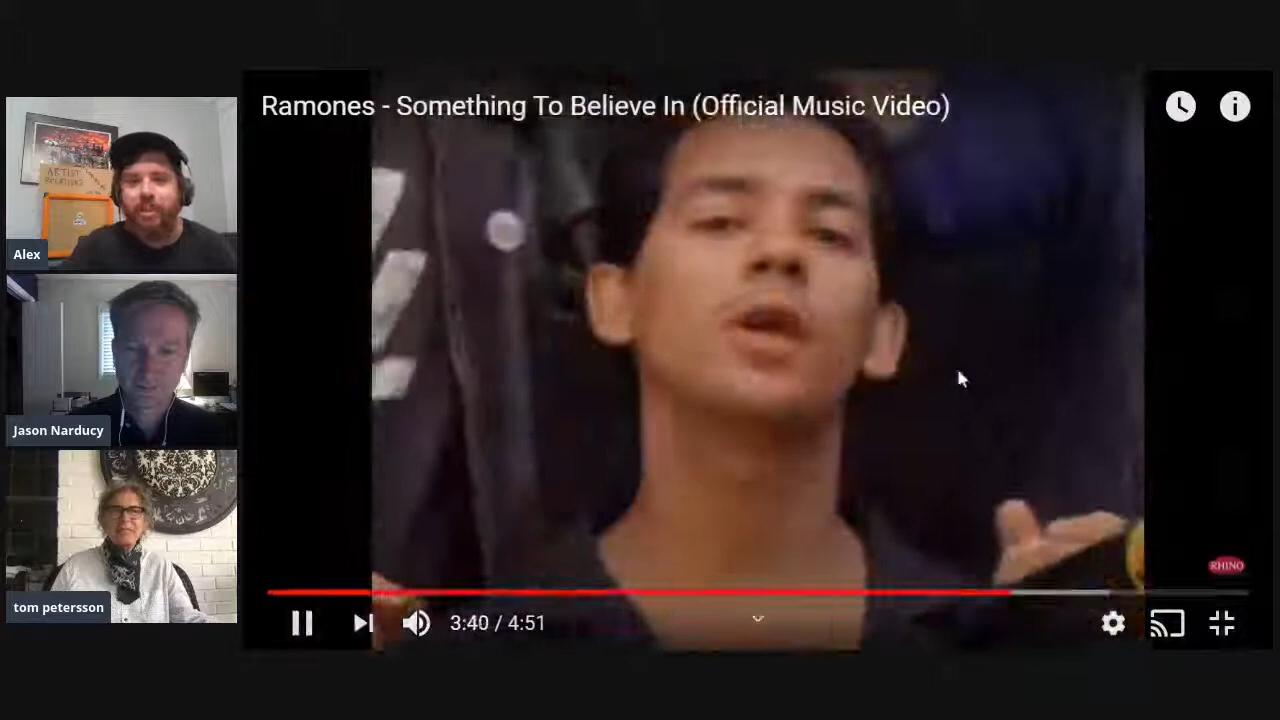 Ramones - Something To Believe In (Official Music Video)
ARTIST
RELATIONS
Alex
Jason Narducy
tom petersson
RHINO
3:40 / 4:51